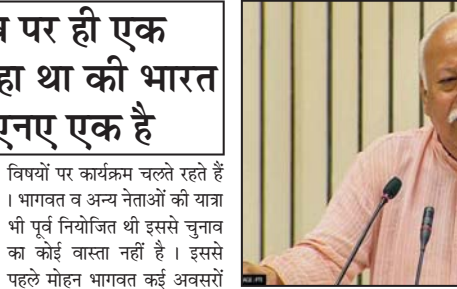 पर ही एक
था की भारत
एक है
विषयों पर कार्यक्रम चलते रहते हैं
। भागवत व अन्य नेताओं की यात्रा
भी पूर्व नियोजित थी इससे चुनाव
का कोई वास्ता नहीं है । इससे
पहले मोहन भागवत कई अवसरों